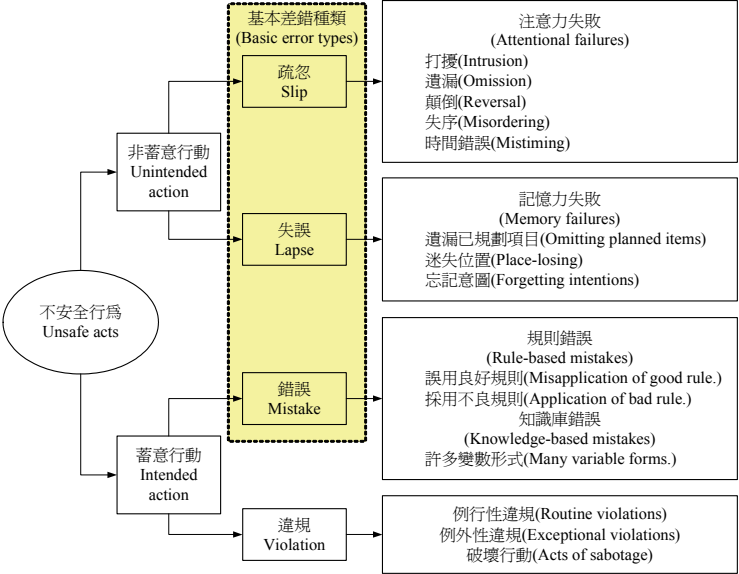 基本差錯種類
(Basic error types)
不安全行爲
Unsafe acts
非蓄意行動
Unintended
action
蓄意行動
Intended
action
疏忽
Slip
失誤
Lapse
錯誤
Mistake
違規
Violation
注意力失敗
(Attentional failures)
打擾(Intrusion)
遺漏(Omission)
顛倒(Reversal)
失序(Misordering)
時間錯誤(Mistiming)
記憶力失敗
(Memory failures)
遺漏已規劃項目(Omitting planned items)
迷失位置(Place-losing)
忘記意圖(Forgetting intentions)
規則錯誤
(Rule-based mistakes)
誤用良好規則(Misapplication of good rule.)
採用不良規則(Application of bad rule.)
知識庫錯誤
(Knowledge-based mistakes)
許多變數形式(Many variable forms.)
例行性違規(Routine violations)
例外性違規(Exceptional violations)
破壞行動(Acts of sabotage)